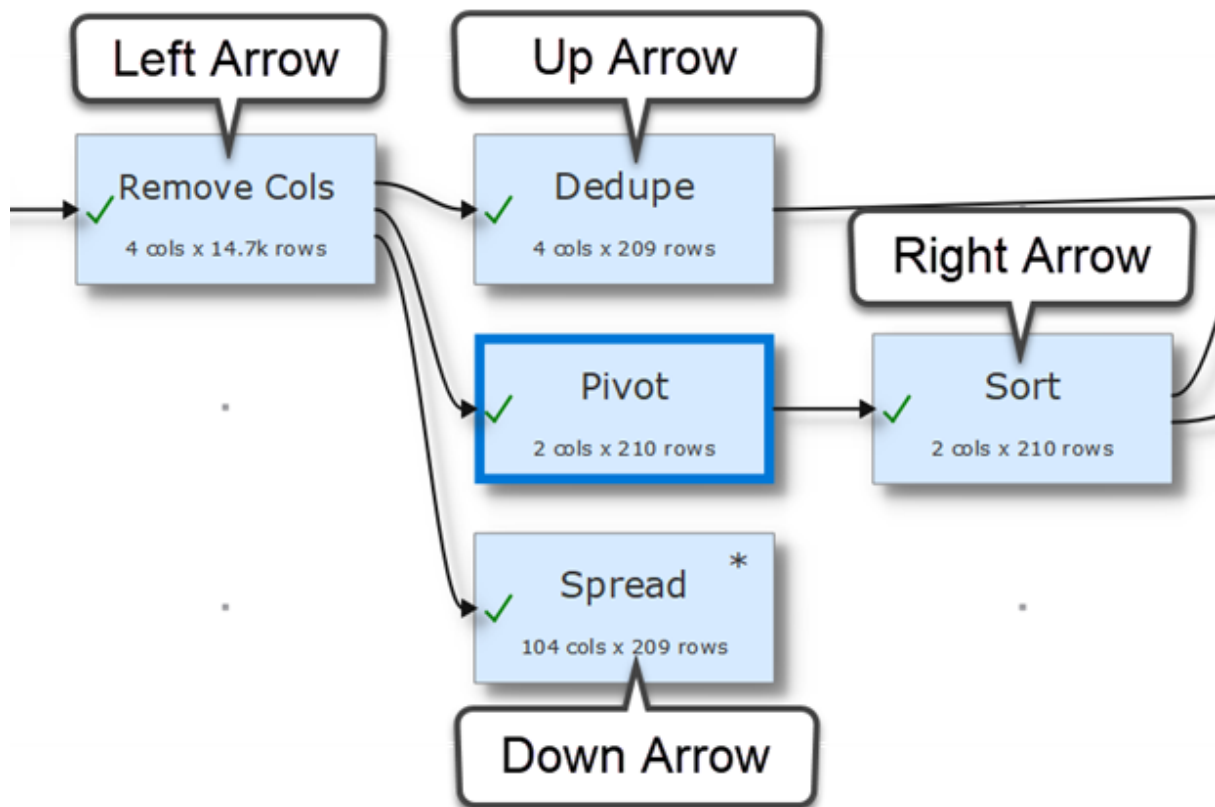 Left Arrow
Up Arrow
Remove Cols
4 cols x 14.7k rows
Dedupe
4 cols x 209 rows
Right Arrow
Pivot
2 cols x 210 rows
Sort
2 cols x 210 rows
Spread *
104 cols x 209 rows
Down Arrow